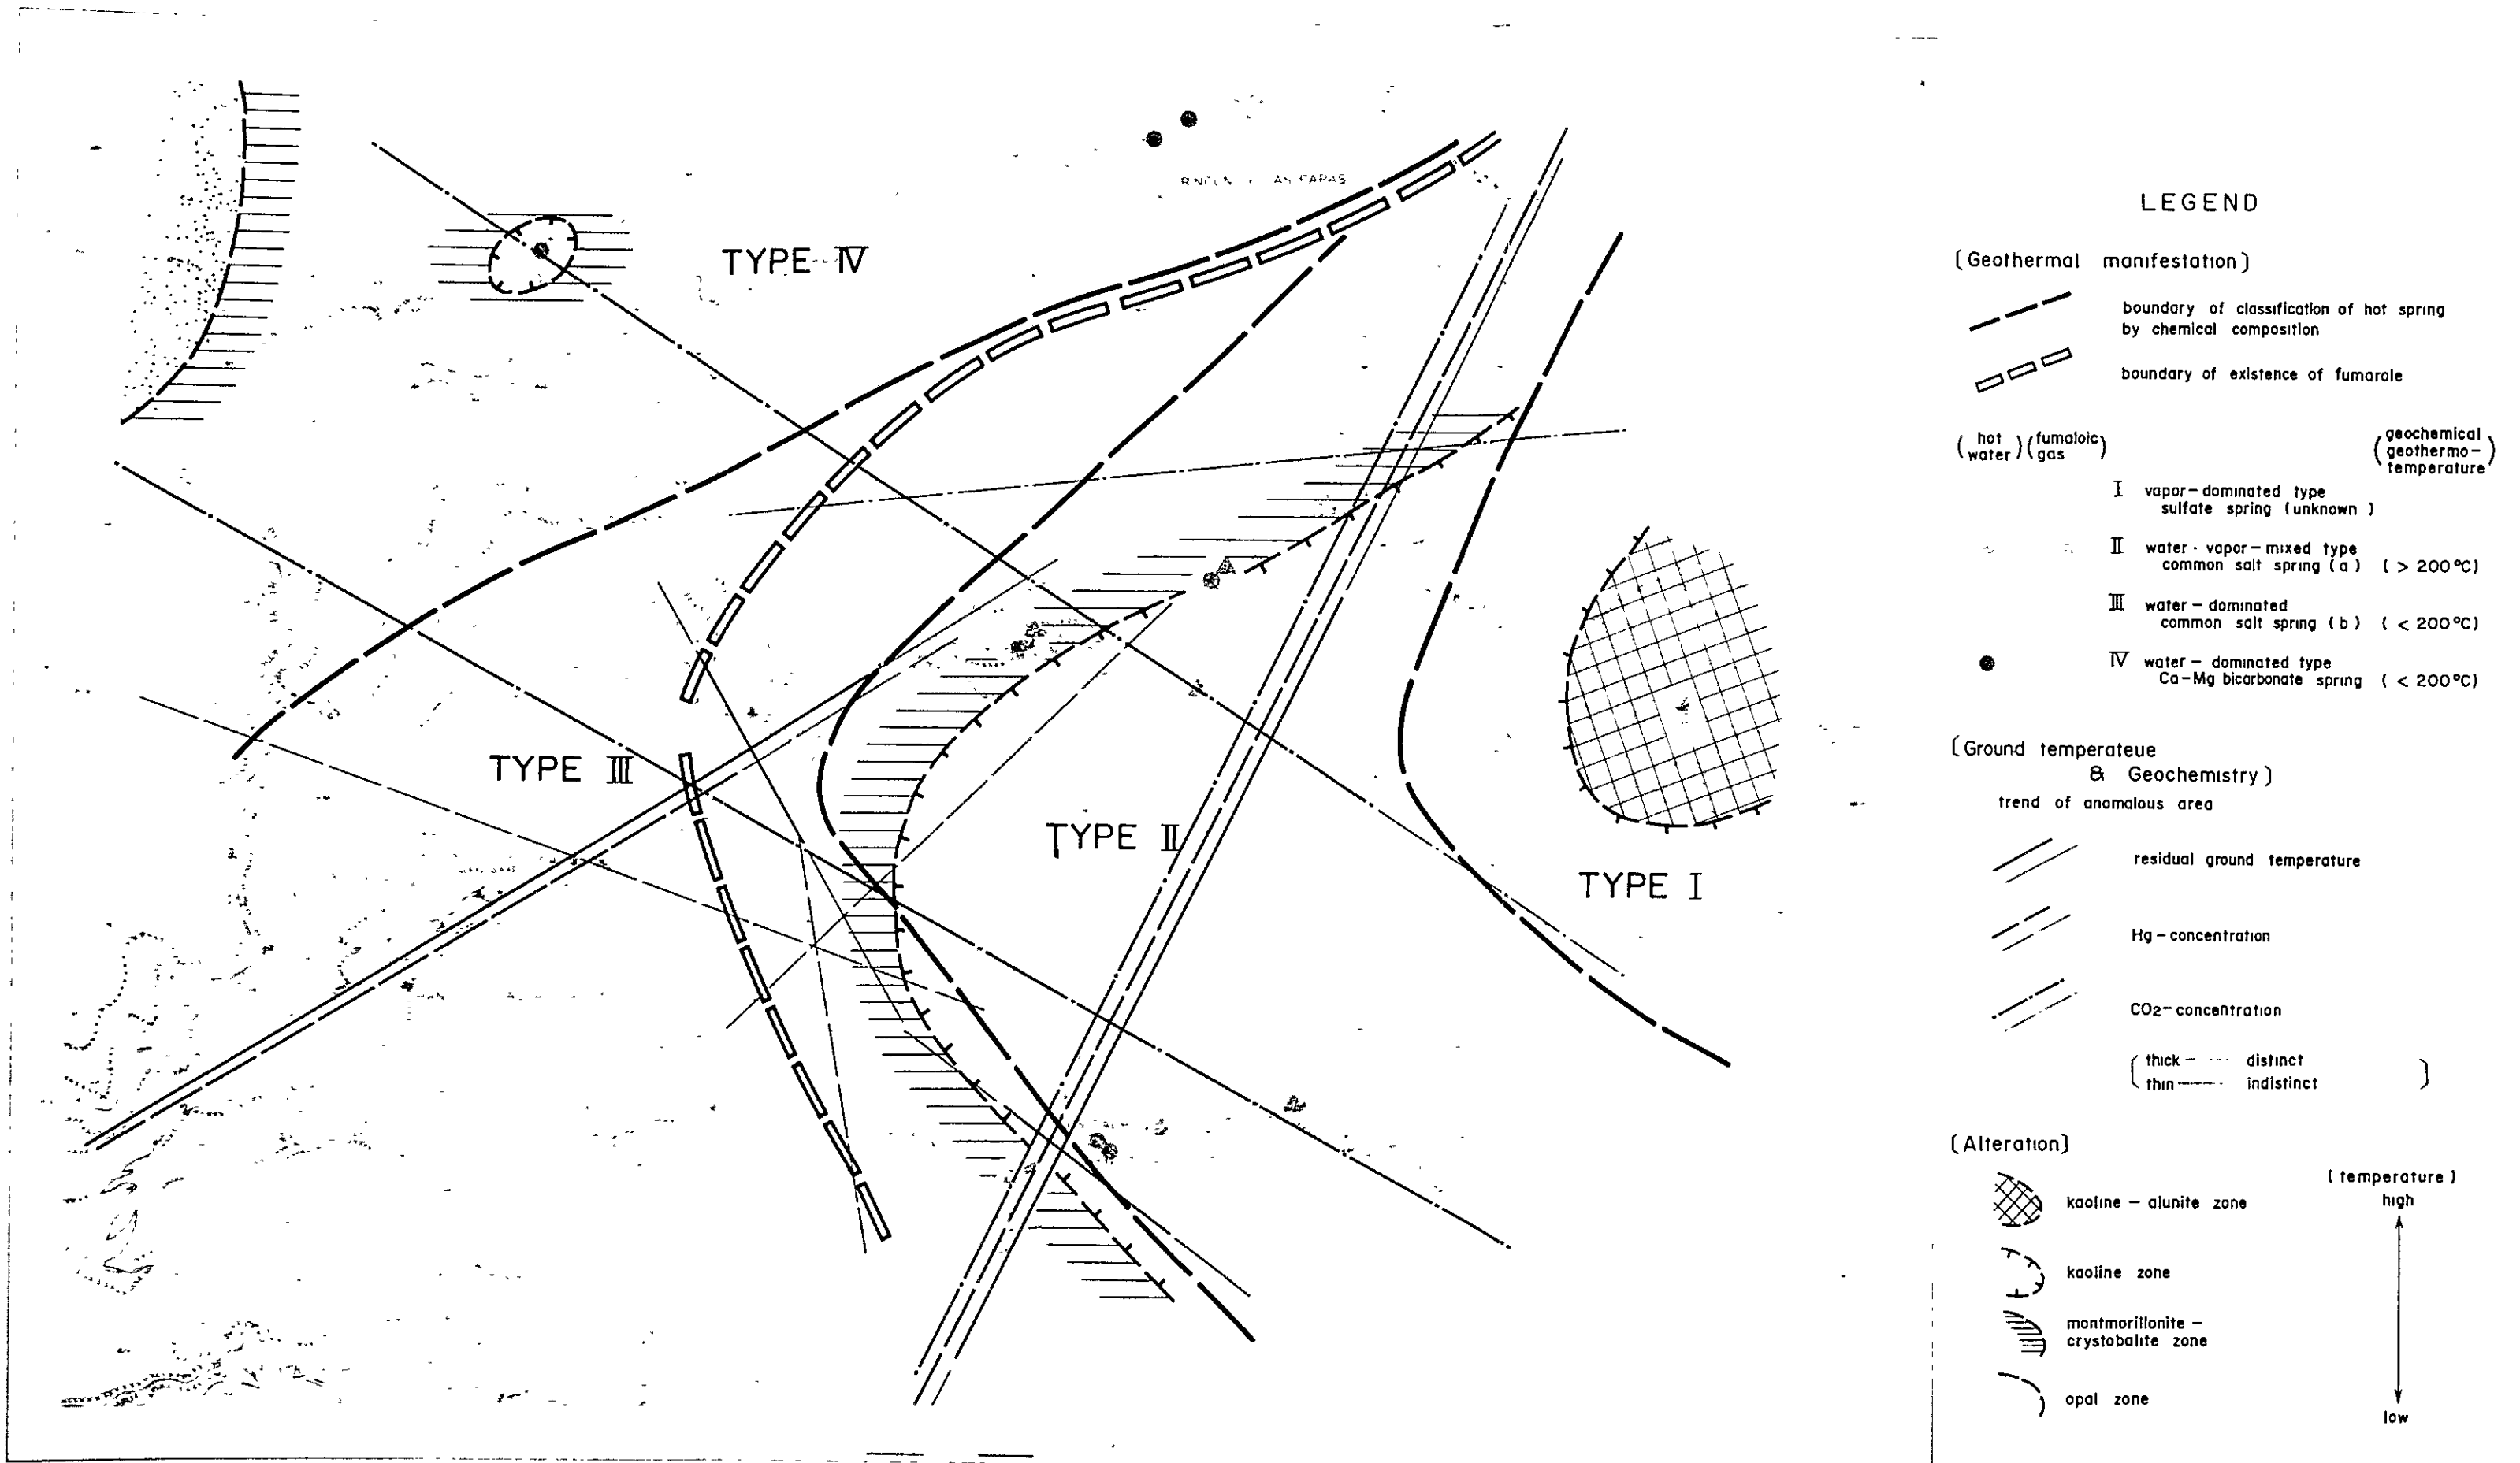 TYPE IV
TYPE III
TYPE II
TYPE I
LEGEND
(Geothermal manifestation)
boundary of classification of hot spring
by chemical composition
boundary of existence of fumarole
(hot water) (fumaloic gas) (geochemical geothermo- temperature)
I vapor-dominated type
sulfate spring (unknown )
II water · vapor-mixed type
common salt spring (a) ( > 200°C)
III water - dominated
common salt spring (b) ( < 200°C)
IV water - dominated type
Ca-Mg bicarbonate spring ( < 200°C)
(Ground temperateue
& Geochemistry)
trend of anomalous area
residual ground temperature
Hg-concentration
CO2-concentration
(thick - --- distinct
thin ——- indistinct )
(Alteration)
(temperature)
high
kaoline - alunite zone
kaoline zone
montmorillonite -
crystobalite zone
opal zone
low